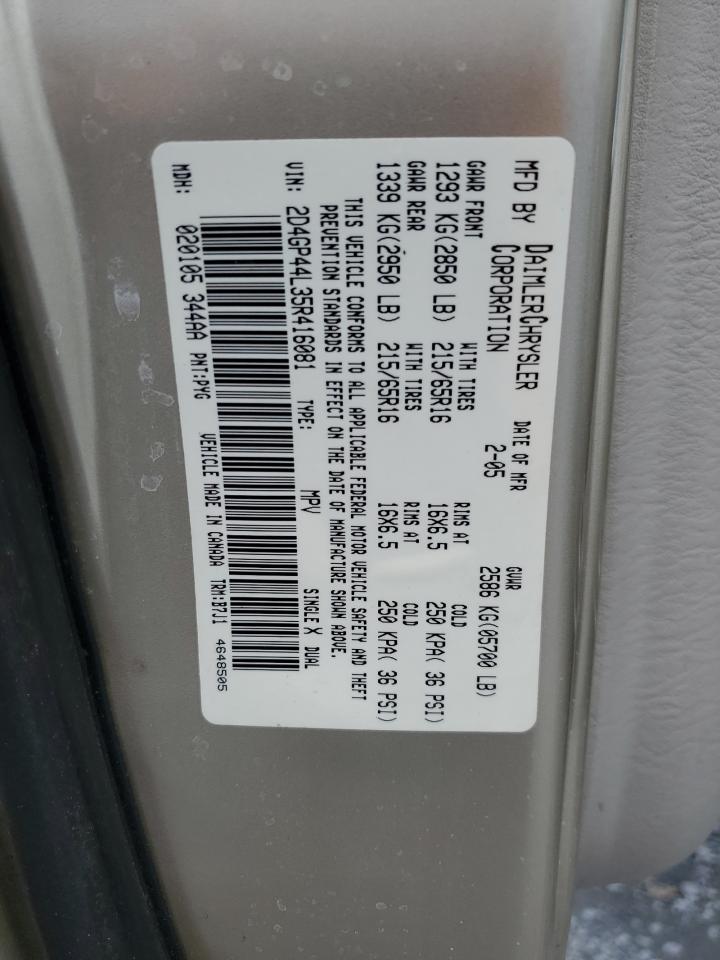 MFD BY DAIMLERCHRYSLER CORPORATION DATE OF MFR 2-05 GVWR 2586 KG(05700 LB)
GAWR FRONT WITH TIRES RIMS AT COLD
1293 KG(2850 LB) 215/65R16 16X6.5 250 KPA( 36 PSI)
GAWR REAR WITH TIRES RIMS AT COLD
1339 KG(2950 LB) 215/65R16 16X6.5 250 KPA( 36 PSI)
THIS VEHICLE CONFORMS TO ALL APPLICABLE FEDERAL MOTOR VEHICLE SAFETY AND THEFT
PREVENTION STANDARDS IN EFFECT ON THE DATE OF MANUFACTURE SHOWN ABOVE.
VIN: 2D4GP44L35R416081 TYPE: MPV SINGLE X DUAL
MDH: 020105 344AA PNT:PYG VEHICLE MADE IN CANADA TRM:B7J1 4648505